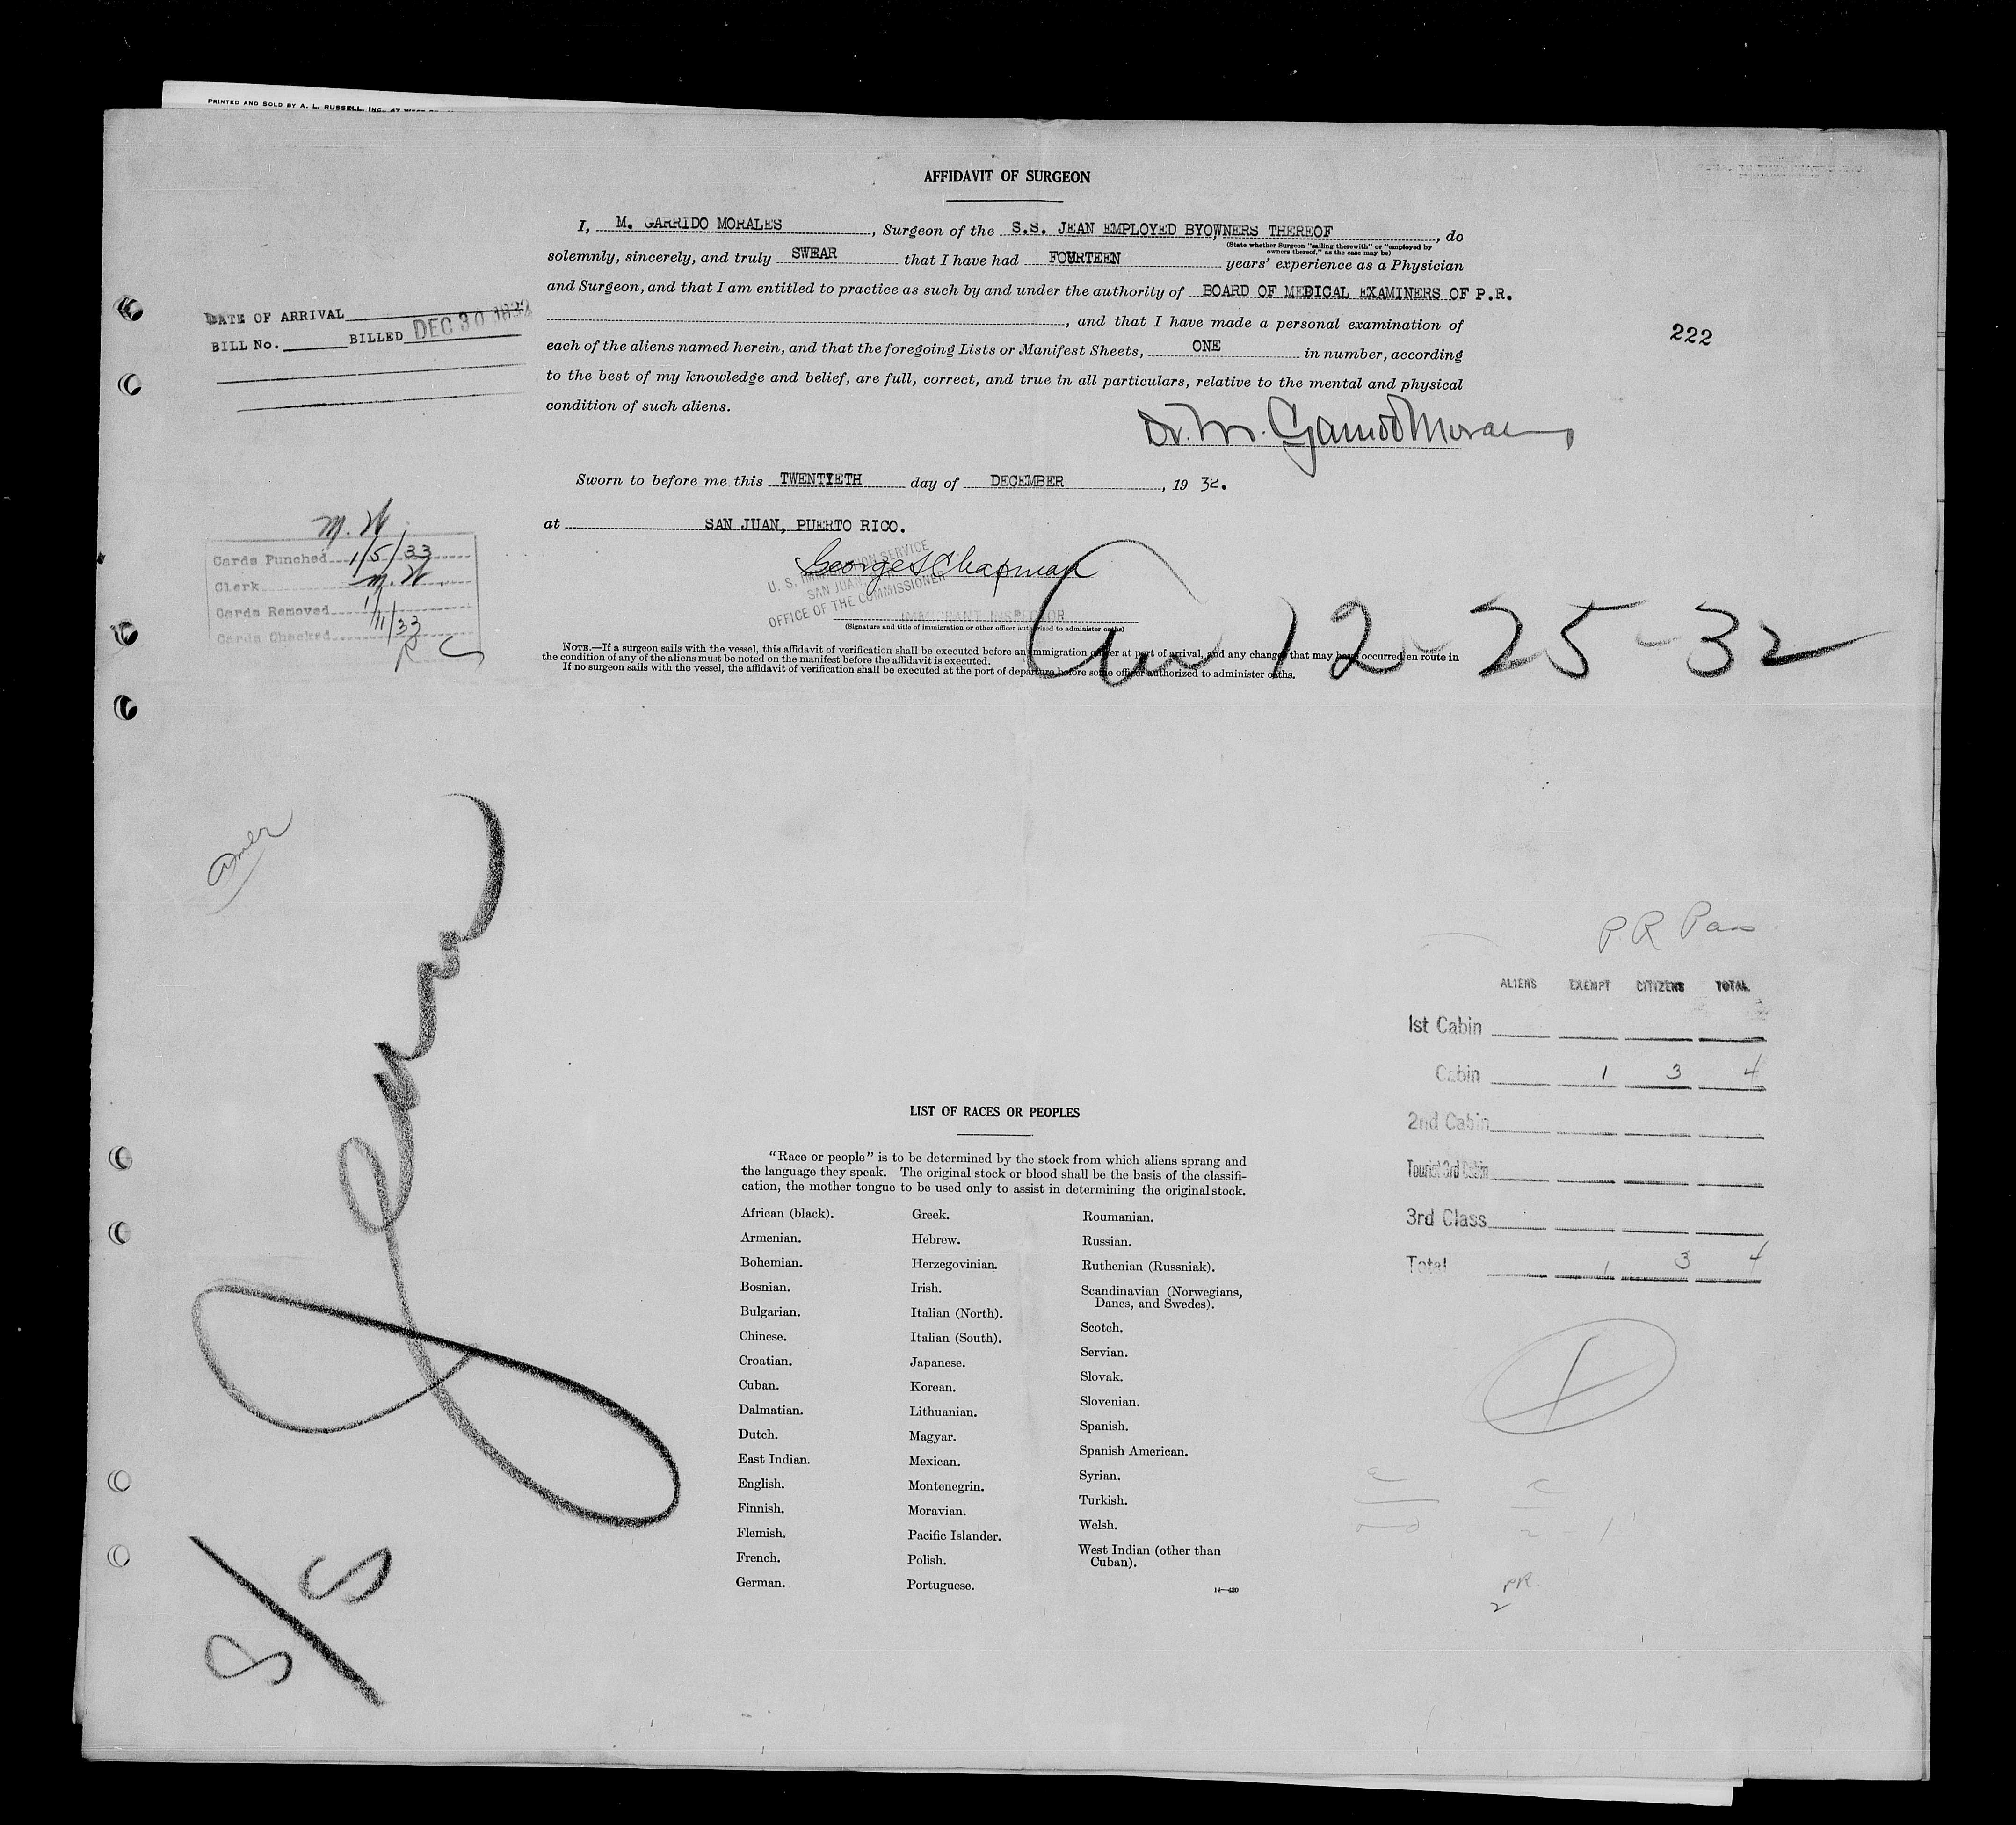 PRINTED AND SOLD BY A. L. RUSSELL, INC.
AFFIDAVIT OF SURGEON
I, M. GARRIDO MORALES, Surgeon of the S.S. JEAN EMPLOYED BYOWNERS THEREOF, do
(State whether Surgeon "sailing therewith" or "employed by
owners thereof," as the case may be)
solemnly, sincerely, and truly SWEAR that I have had FOURTEEN years' experience as a Physician
and Surgeon, and that I am entitled to practice as such by and under the authority of BOARD OF MEDICAL EXAMINERS OF P.R.
, and that I have made a personal examination of
each of the aliens named herein, and that the foregoing Lists or Manifest Sheets, ONE in number, according
to the best of my knowledge and belief, are full, correct, and true in all particulars, relative to the mental and physical
condition of such aliens.
Dr. M. Garrido Morales
DATE OF ARRIVAL
BILL No. BILLED DEC 30 1932
222
Sworn to before me this TWENTIETH day of DECEMBER, 1932.
at SAN JUAN, PUERTO RICO.
George S Chapman
U. S. IMMIGRATION SERVICE
SAN JUAN
OFFICE OF THE COMMISSIONER
IMMIGRANT INSPECTOR
(Signature and title of immigration or other officer authorized to administer oaths)
M. W.
Cards Punched 1/5/33
Clerk M. W.
Cards Removed
Cards Checked 1/11/33
R C
NOTE.—If a surgeon sails with the vessel, this affidavit of verification shall be executed before an immigration officer at port of arrival, and any changes that may have occurred en route in
the condition of any of the aliens must be noted on the manifest before the affidavit is executed.
If no surgeon sails with the vessel, the affidavit of verification shall be executed at the port of departure before some officer authorized to administer oaths.
12-25-32
Amer
S/S Jean
P R Pass
ALIENS EXEMPT CITIZENS TOTAL
1st Cabin
Cabin 1 3 4
2nd Cabin
Tourist 3rd Cabin
3rd Class
Total 1 3 4
LIST OF RACES OR PEOPLES
"Race or people" is to be determined by the stock from which aliens sprang and
the language they speak. The original stock or blood shall be the basis of the classifi-
cation, the mother tongue to be used only to assist in determining the original stock.
African (black).
Armenian.
Bohemian.
Bosnian.
Bulgarian.
Chinese.
Croatian.
Cuban.
Dalmatian.
Dutch.
East Indian.
English.
Finnish.
Flemish.
French.
German.
Greek.
Hebrew.
Herzegovinian.
Irish.
Italian (North).
Italian (South).
Japanese.
Korean.
Lithuanian.
Magyar.
Mexican.
Montenegrin.
Moravian.
Pacific Islander.
Polish.
Portuguese.
Roumanian.
Russian.
Ruthenian (Russniak).
Scandinavian (Norwegians,
Danes, and Swedes).
Scotch.
Servian.
Slovak.
Slovenian.
Spanish.
Spanish American.
Syrian.
Turkish.
Welsh.
West Indian (other than
Cuban).
14—430
PR
2